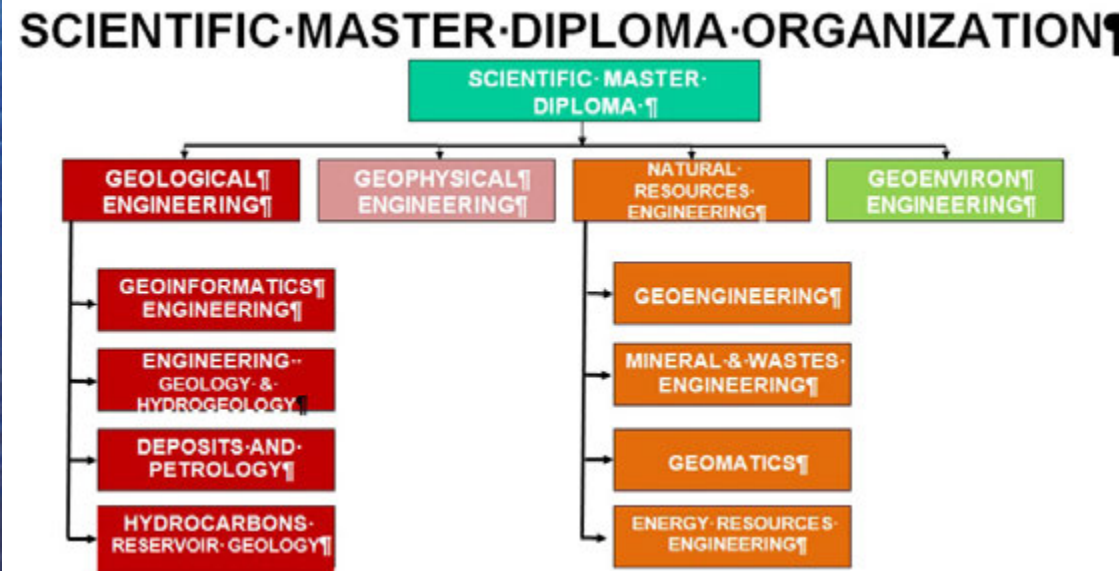 SCIENTIFIC·MASTER·DIPLOMA·ORGANIZATION¶
SCIENTIFIC· MASTER·
DIPLOMA·¶
GEOLOGICAL¶
ENGINEERING¶
GEOPHYSICAL¶
ENGINEERING¶
NATURAL·
RESOURCES·
ENGINEERING¶
GEOENVIRON¶
ENGINEERING¶
GEOINFORMATICS¶
ENGINEERING¶
ENGINEERING··
GEOLOGY· &·
HYDROGEOLOGY¶
DEPOSITS·AND·
PETROLOGY¶
HYDROCARBONS·
RESERVOIR·GEOLOGY¶
GEOENGINEERING¶
MINERAL·&·WASTES·
ENGINEERING¶
GEOMATICS¶
ENERGY·RESOURCES·
ENGINEERING¶